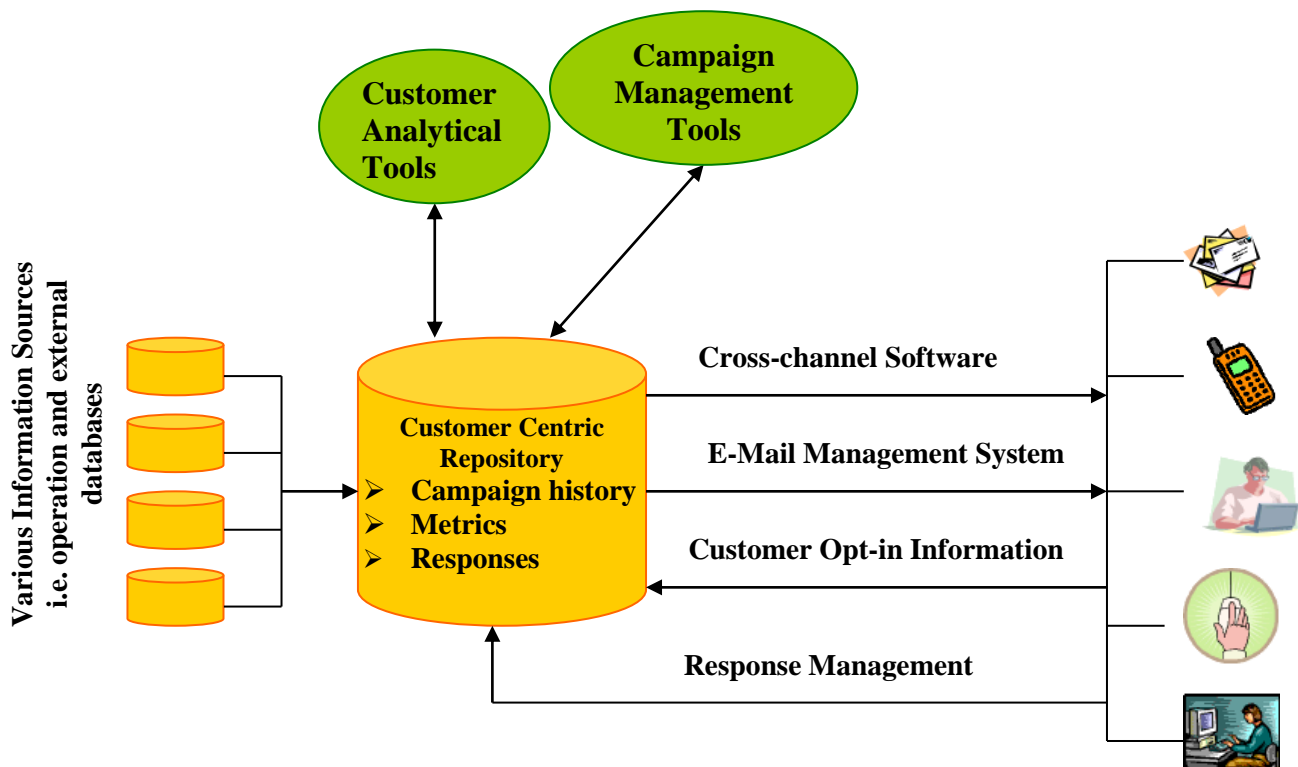 Customer
Analytical
Tools
Campaign
Management
Tools
Various Information Sources
i.e. operation and external
databases
Customer Centric
Repository
➢ Campaign history
➢ Metrics
➢ Responses
Cross-channel Software
E-Mail Management System
Customer Opt-in Information
Response Management